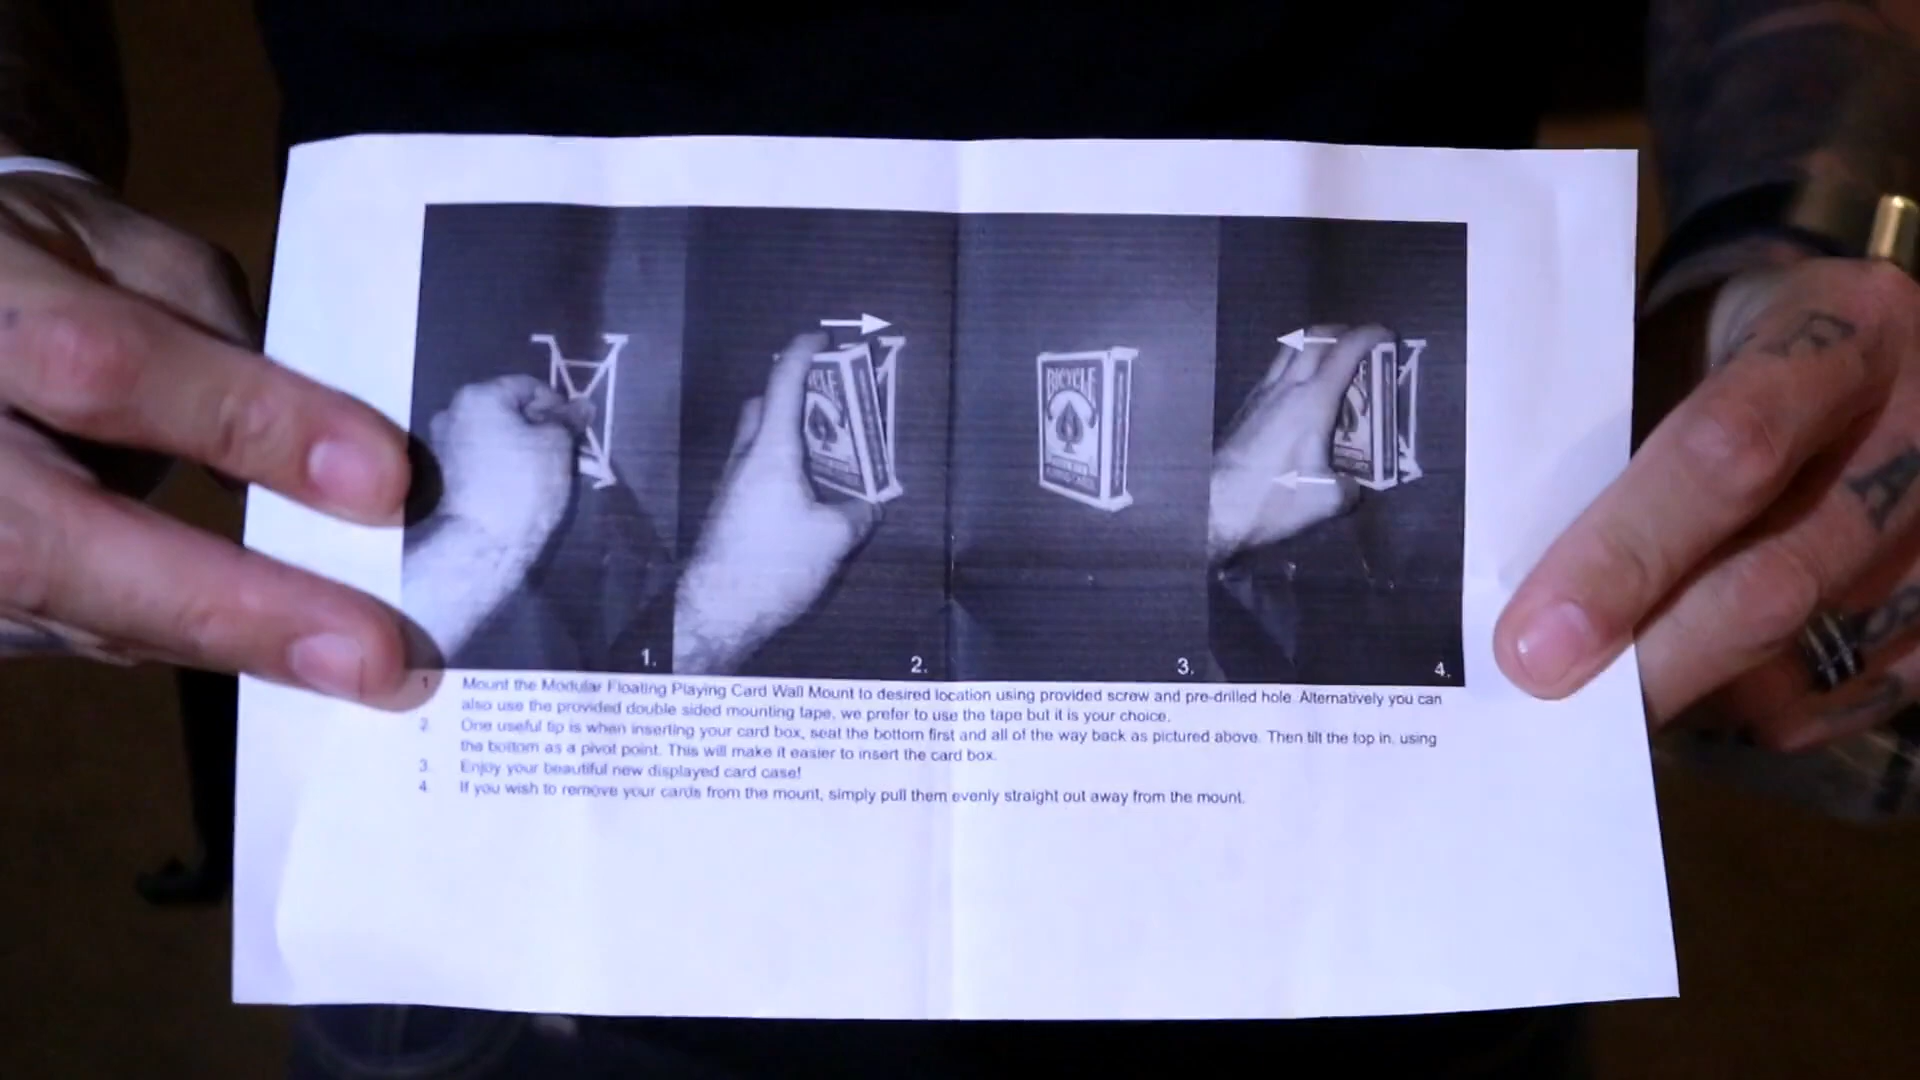 BICYCLE
1.
2.
3.
4.
1 Mount the Modular Floating Playing Card Wall Mount to desired location using provided screw and pre-drilled hole. Alternatively you can
also use the provided double sided mounting tape, we prefer to use the tape but it is your choice.
2. One useful tip is when inserting your card box, seat the bottom first and all of the way back as pictured above. Then tilt the top in, using
the bottom as a pivot point. This will make it easier to insert the card box.
3. Enjoy your beautiful new displayed card case!
4. If you wish to remove your cards from the mount, simply pull them evenly straight out away from the mount.
A